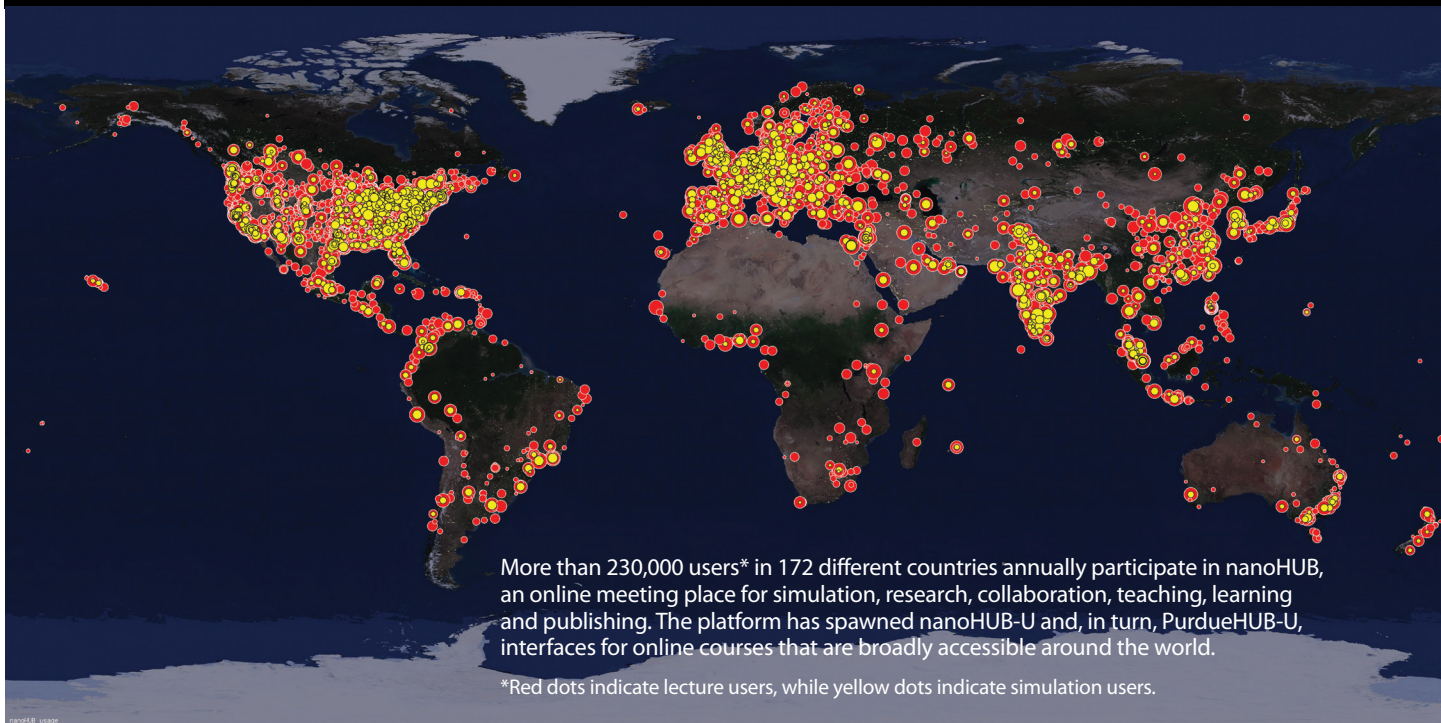 More than 230,000 users* in 172 different countries annually participate in nanoHUB,
an online meeting place for simulation, research, collaboration, teaching, learning
and publishing. The platform has spawned nanoHUB-U and, in turn, PurdueHUB-U,
interfaces for online courses that are broadly accessible around the world.
*Red dots indicate lecture users, while yellow dots indicate simulation users.
nanoHUB usage